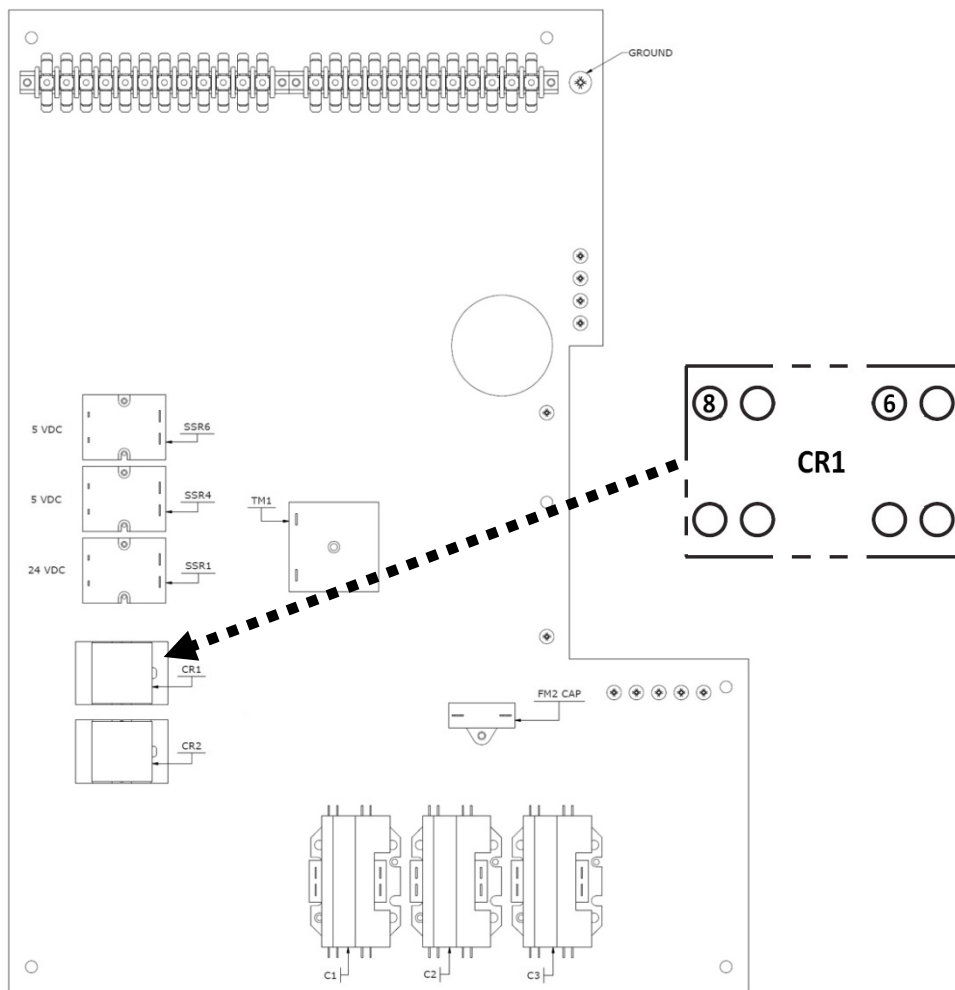 GROUND
8
6
CR1
5 VDC
SSR6
5 VDC
SSR4
TM1
24 VDC
SSR1
CR1
FM2 CAP
CR2
C1
C2
C3